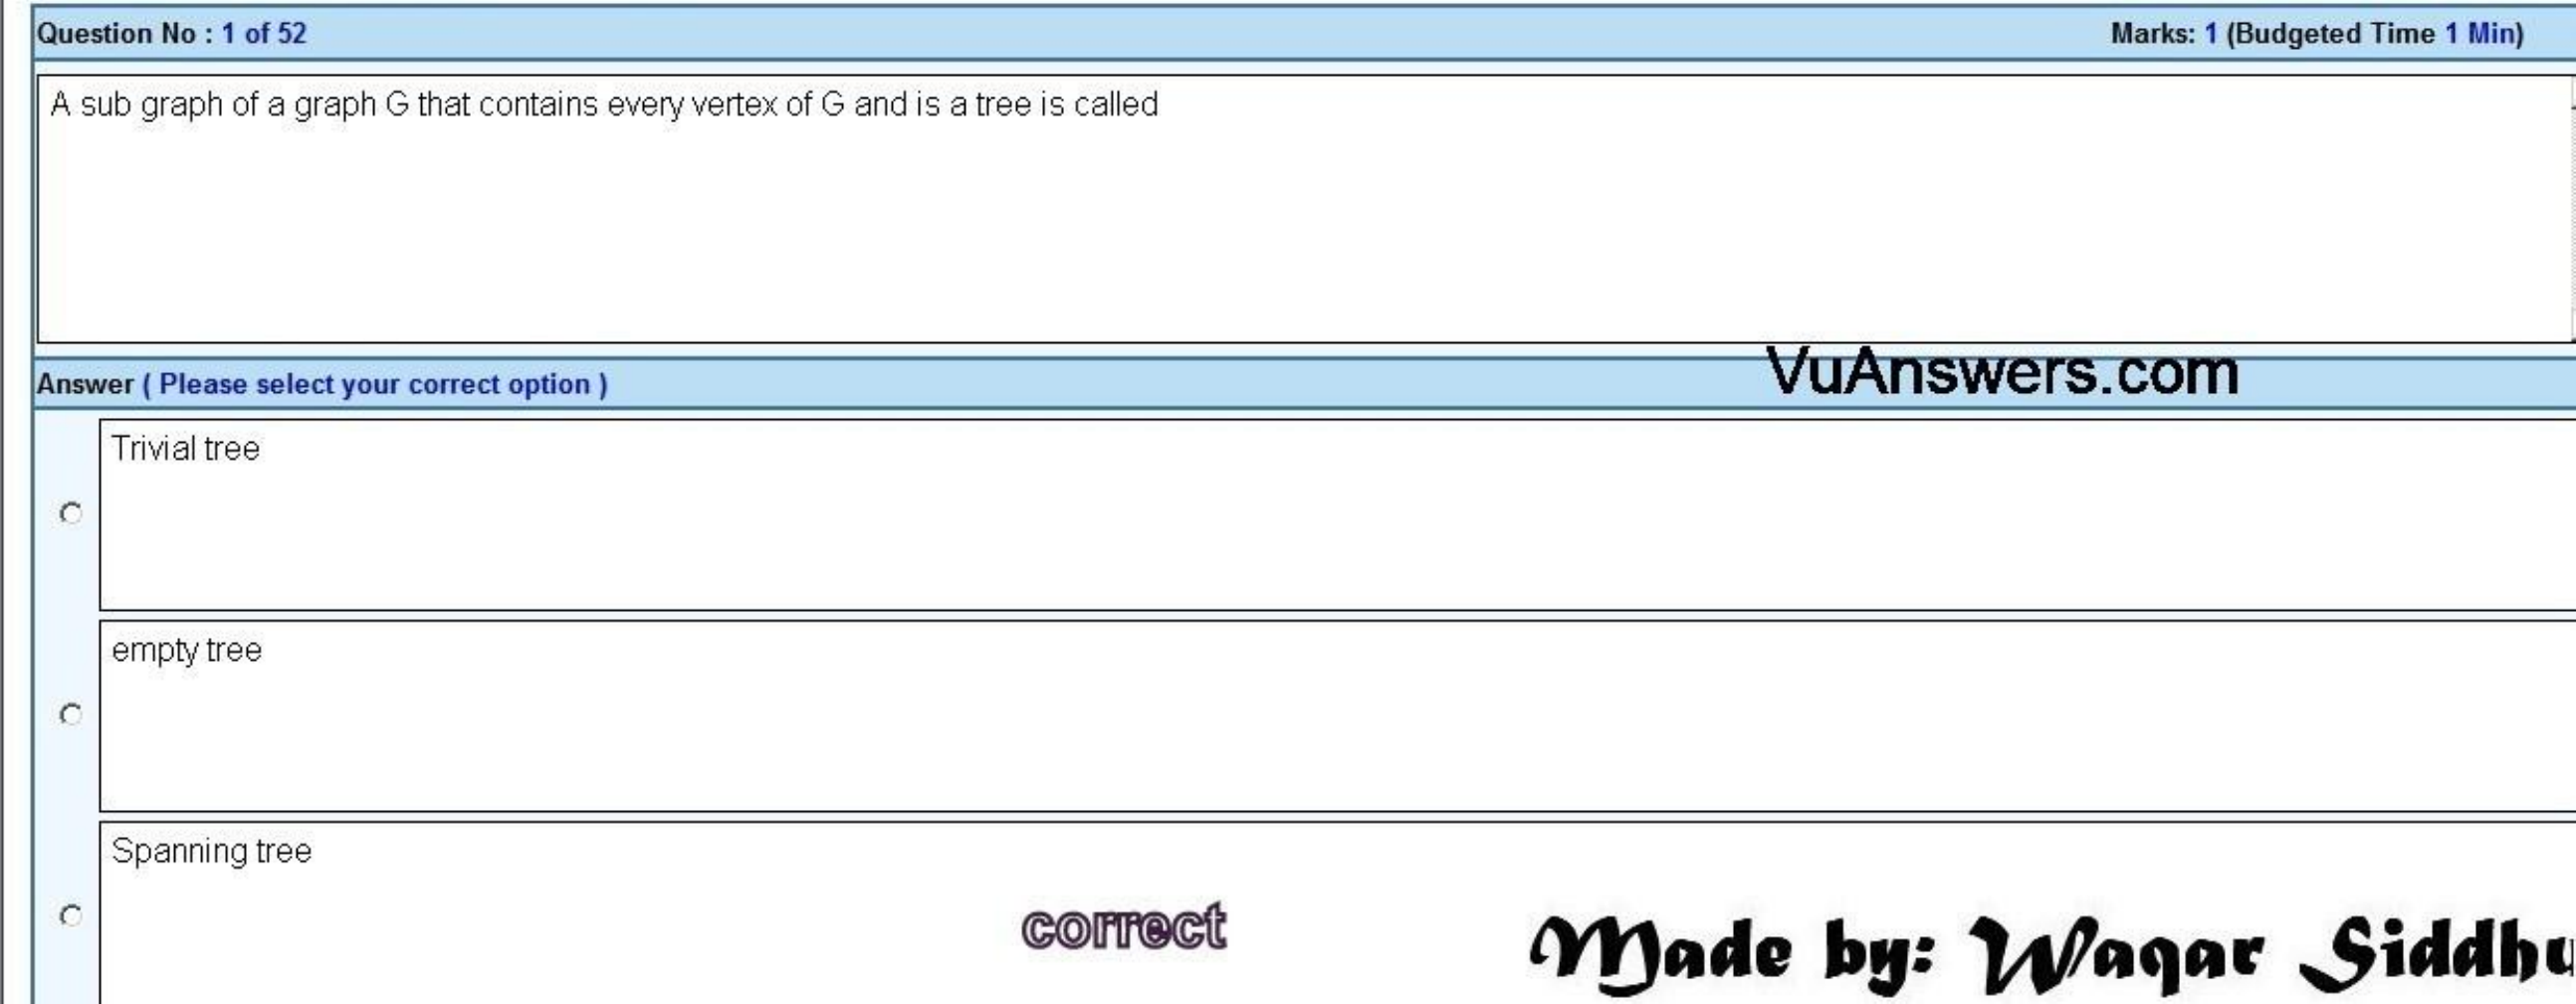 Question No : 1 of 52 Marks: 1 (Budgeted Time 1 Min)
A sub graph of a graph G that contains every vertex of G and is a tree is called
VuAnswers.com
Answer ( Please select your correct option )
Trivial tree
empty tree
Spanning tree
correct
Made by: Waqar Siddhu